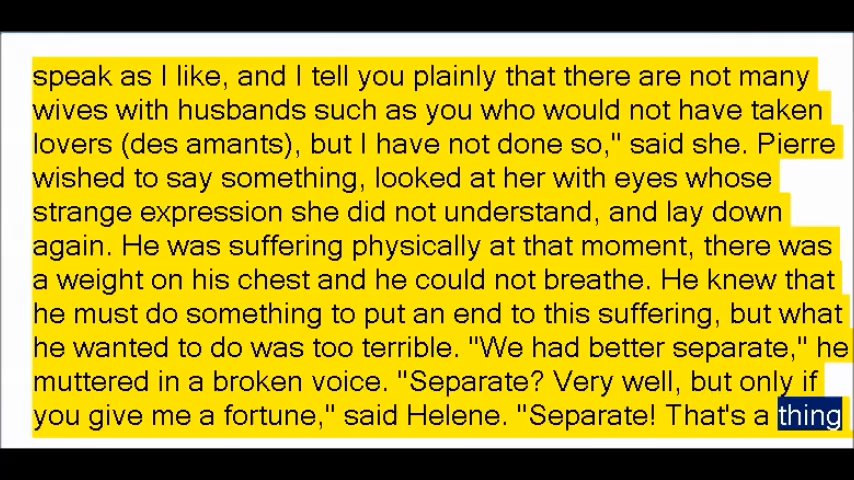 speak as I like, and I tell you plainly that there are not many
wives with husbands such as you who would not have taken
lovers (des amants), but I have not done so," said she. Pierre
wished to say something, looked at her with eyes whose
strange expression she did not understand, and lay down
again. He was suffering physically at that moment, there was
a weight on his chest and he could not breathe. He knew that
he must do something to put an end to this suffering, but what
he wanted to do was too terrible. "We had better separate," he
muttered in a broken voice. "Separate? Very well, but only if
you give me a fortune," said Helene. "Separate! That's a thing